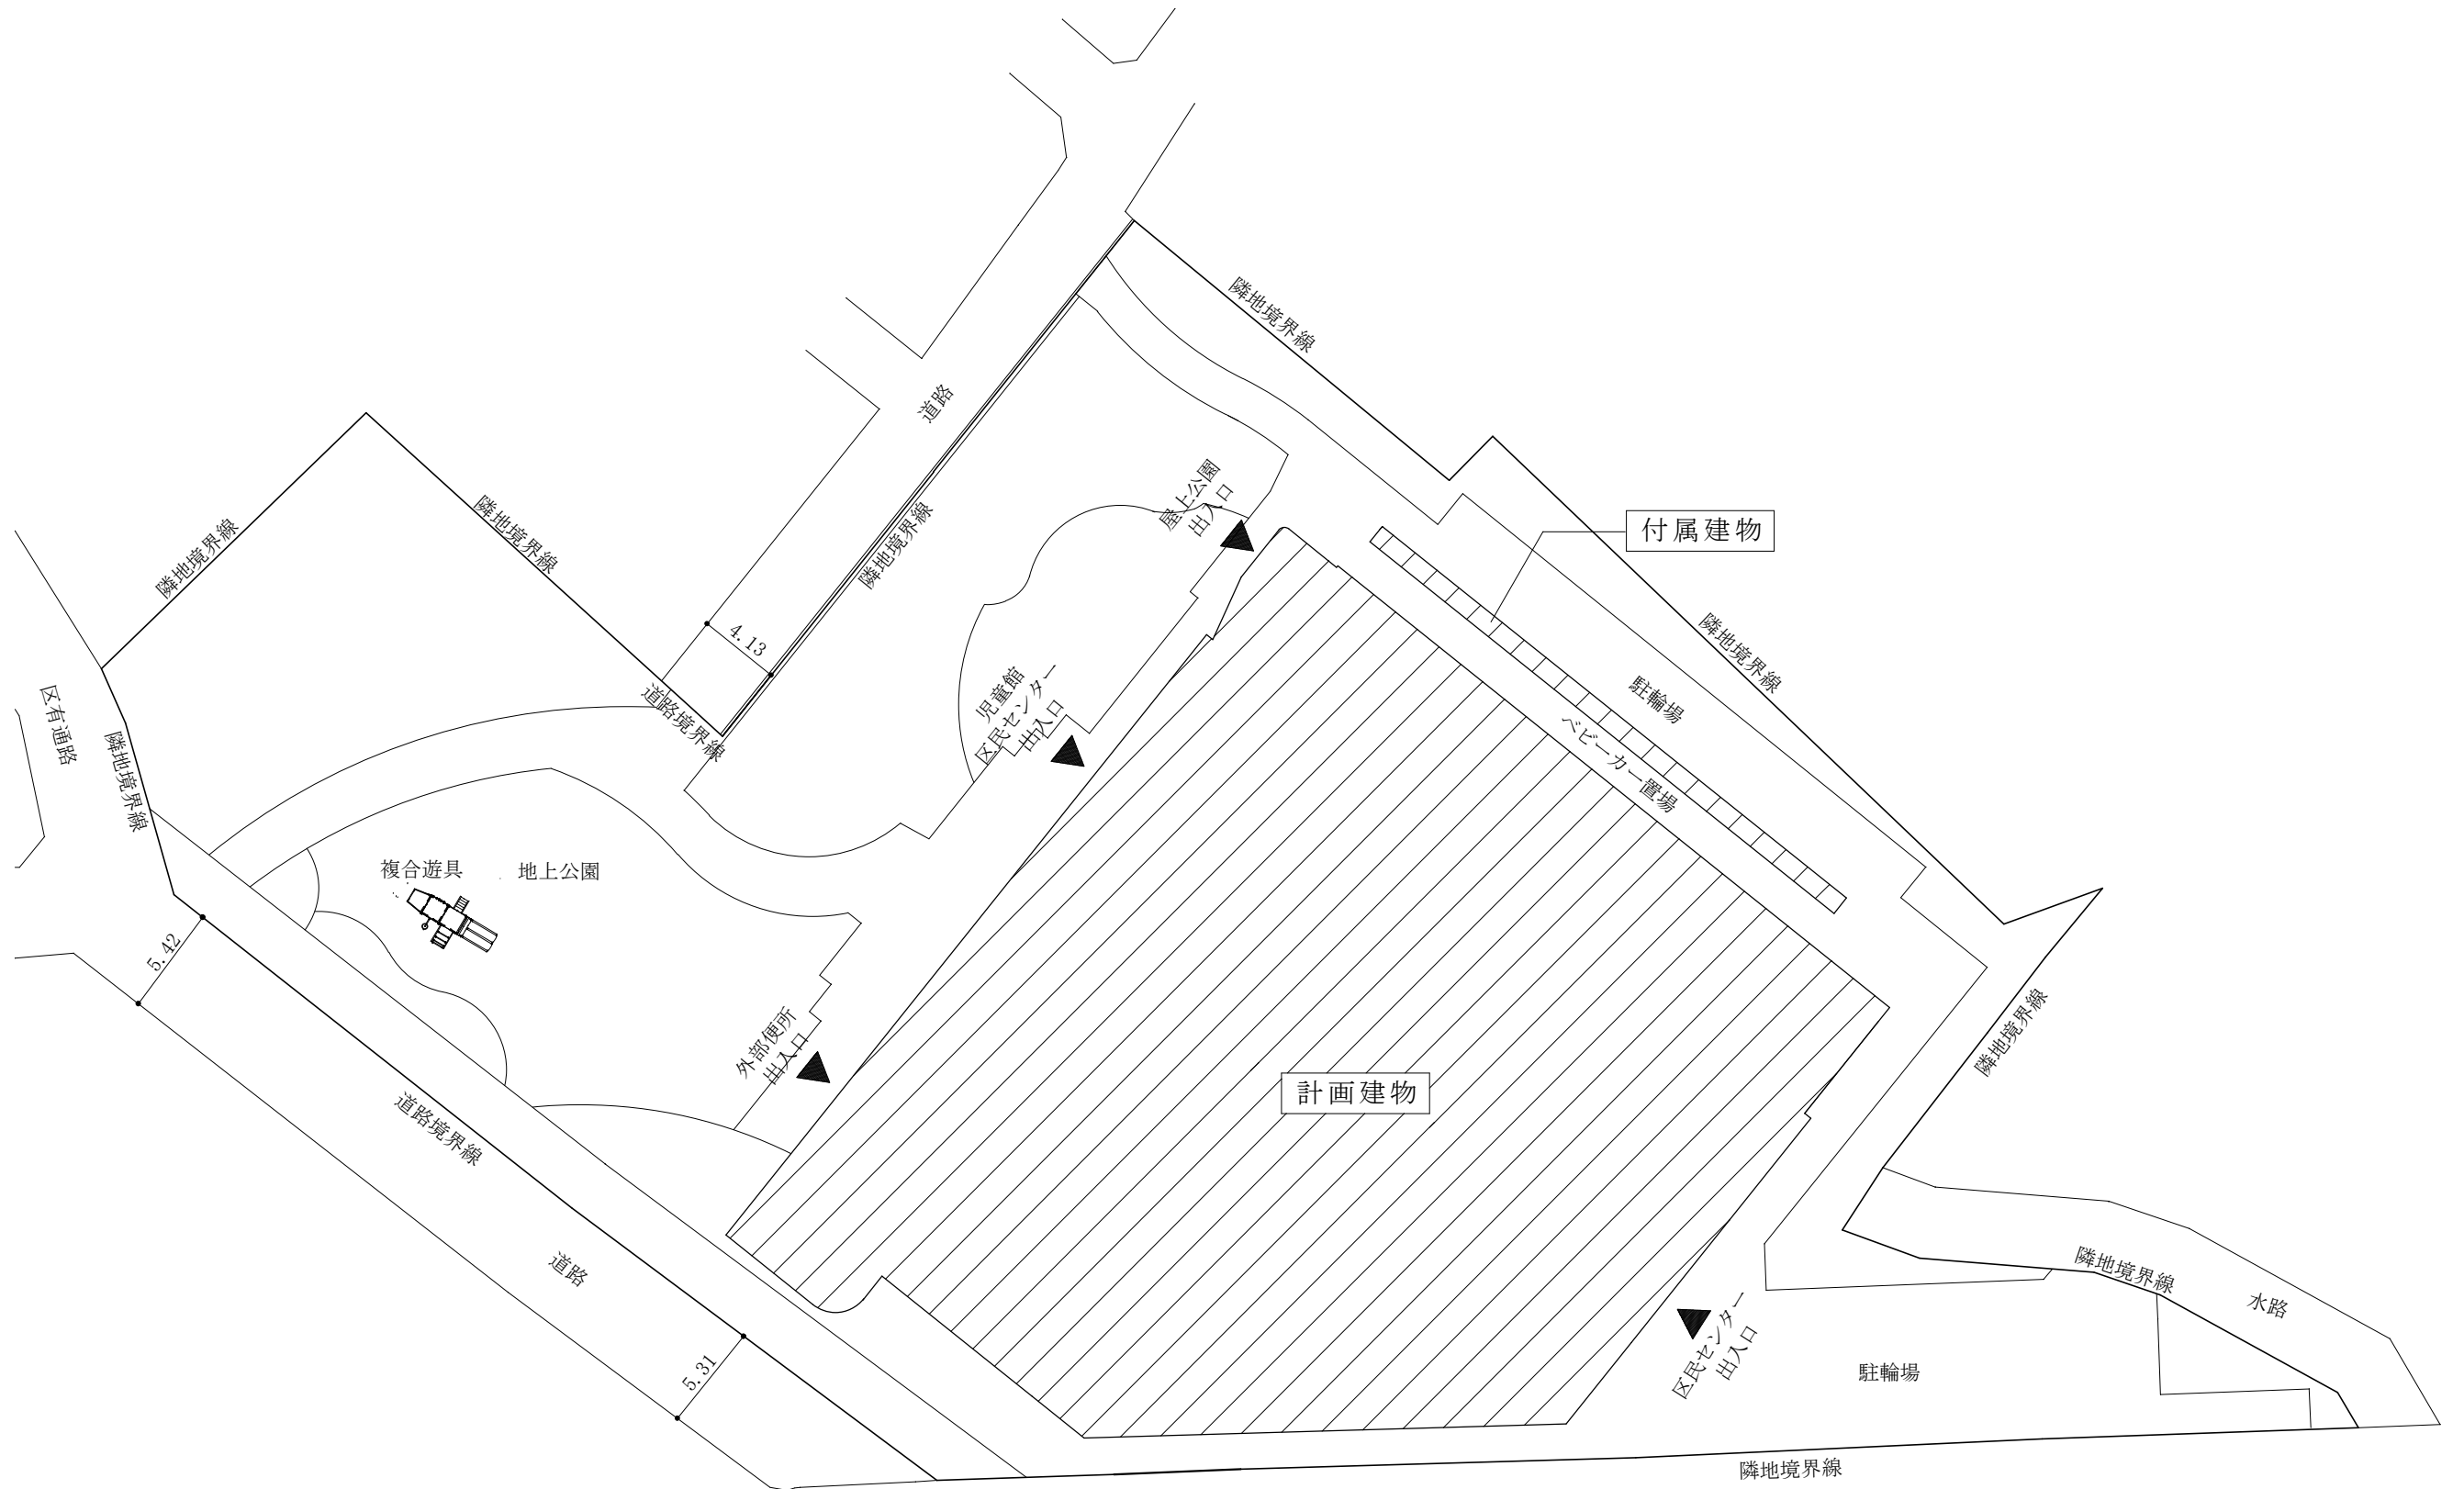 隣地境界線
道路
屋上公園
出入口
付属建物
隣地境界線
隣地境界線
隣地境界線
隣地境界線
4.13
道路境界線
児童館
区民センター
出入口
駐輪場
ベビーカー置場
隣地境界線
区有通路
隣地境界線
複合遊具
地上公園
5.42
外部便所
出入口
計画建物
隣地境界線
道路境界線
道路
5.31
区民センター
出入口
隣地境界線
水路
駐輪場
隣地境界線